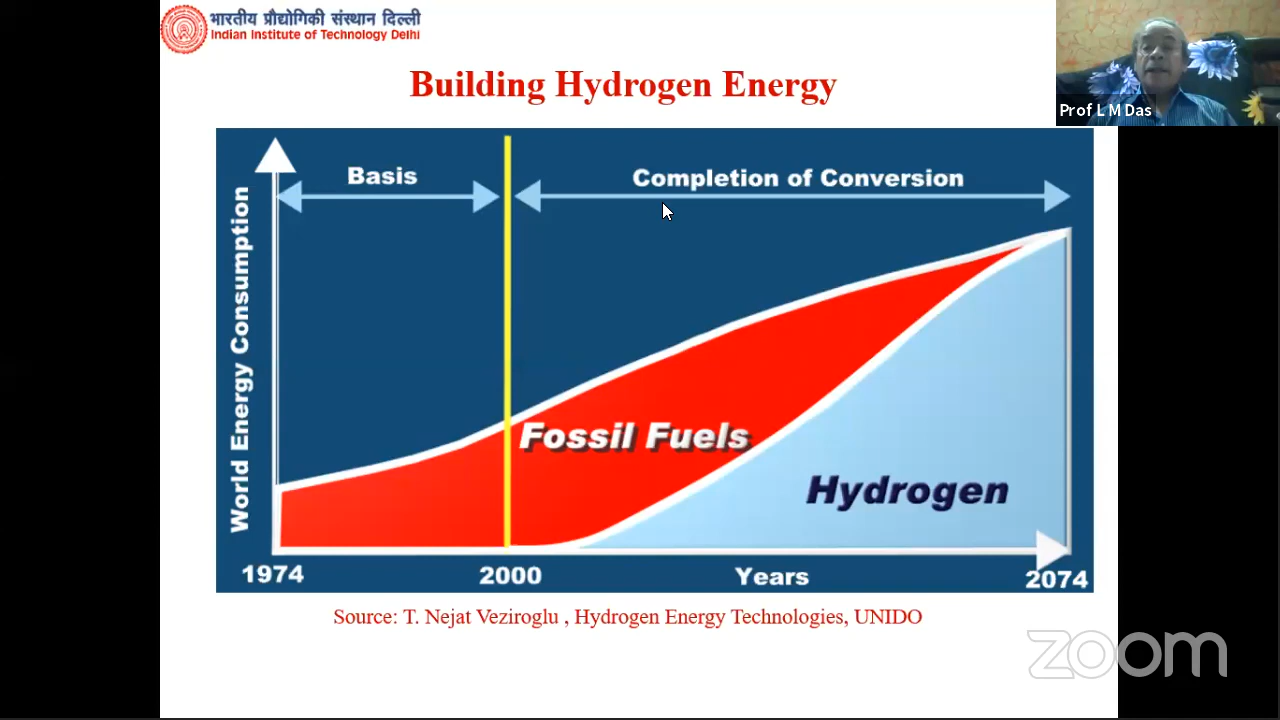 भारतीय प्रौद्योगिकी संस्थान दिल्ली
Indian Institute of Technology Delhi
Building Hydrogen Energy
Prof L M Das
Basis
Completion of Conversion
World Energy Consumption
Fossil Fuels
Hydrogen
1974
2000
Years
2074
Source: T. Nejat Veziroglu , Hydrogen Energy Technologies, UNIDO
zoom